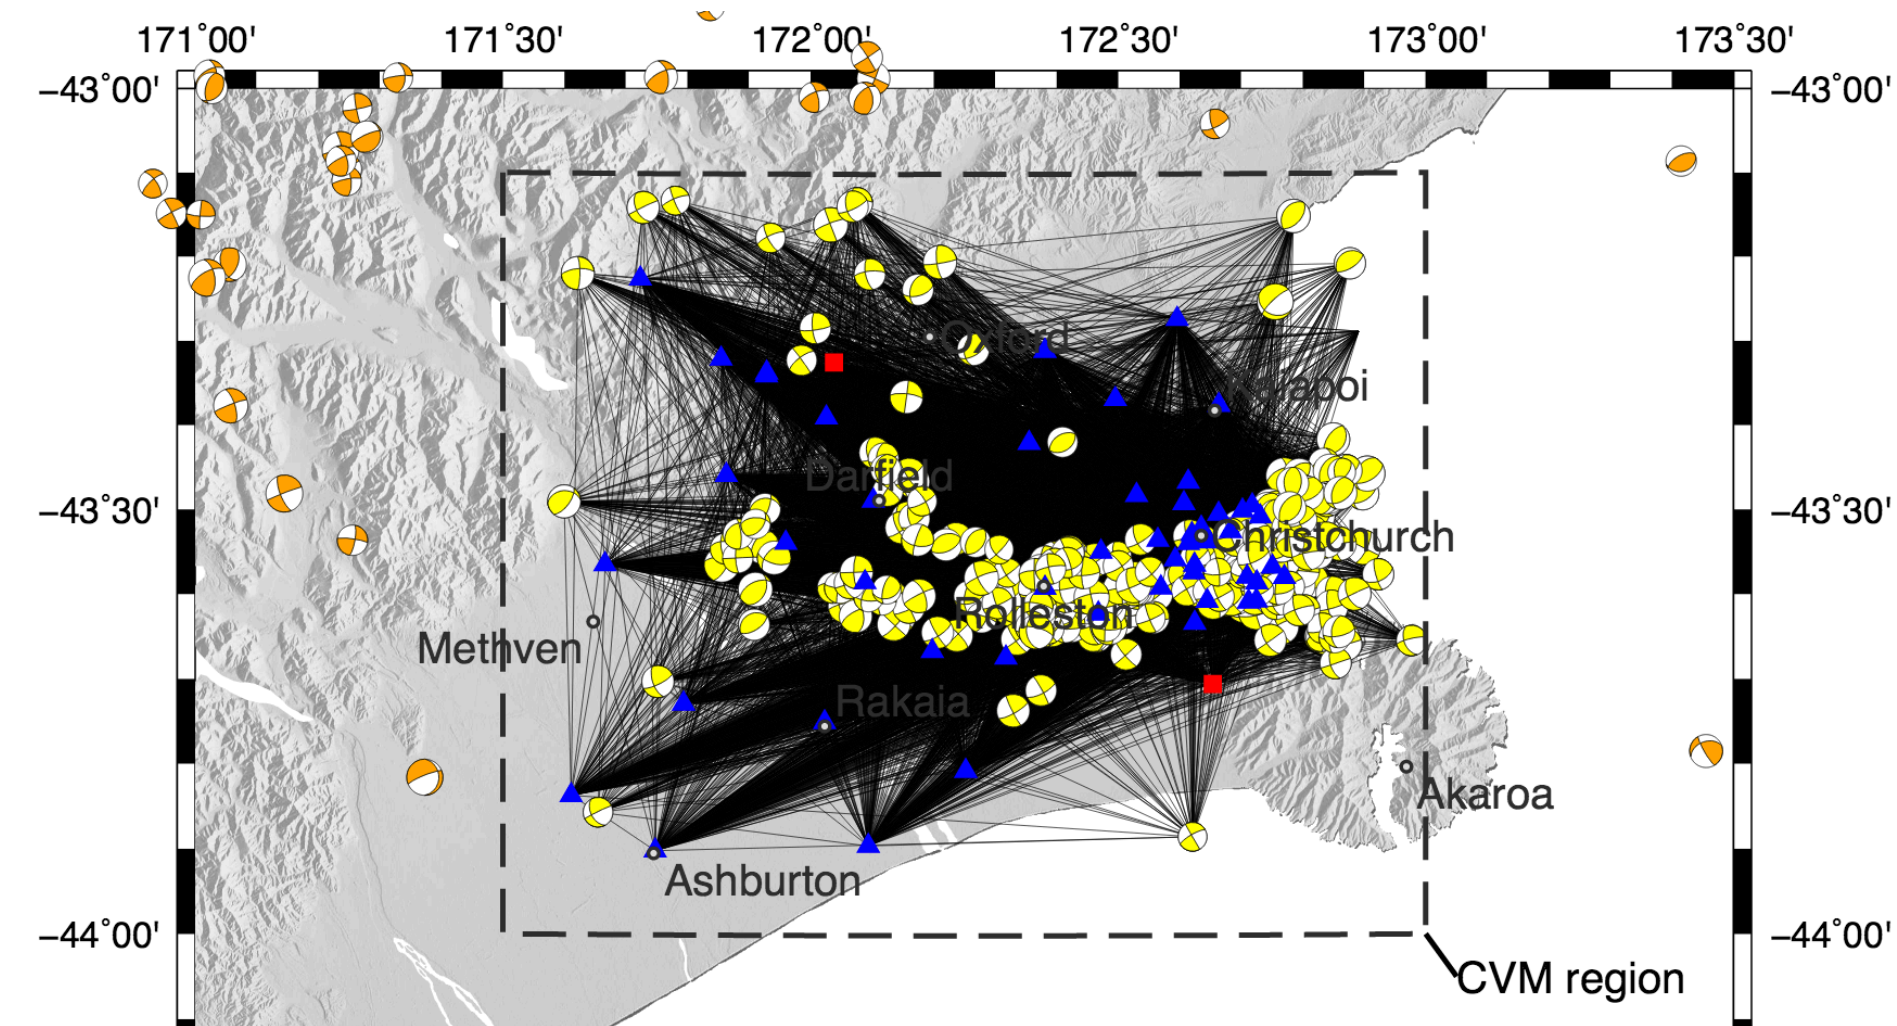 171˚00' 171˚30' 172˚00' 172˚30' 173˚00' 173˚30'
−43˚00' −43˚00'
Oxford
Kaiapoi
Darfield
−43˚30' −43˚30'
Christchurch
Rolleston
Methven
Rakaia
Akaroa
Ashburton
−44˚00' −44˚00'
CVM region